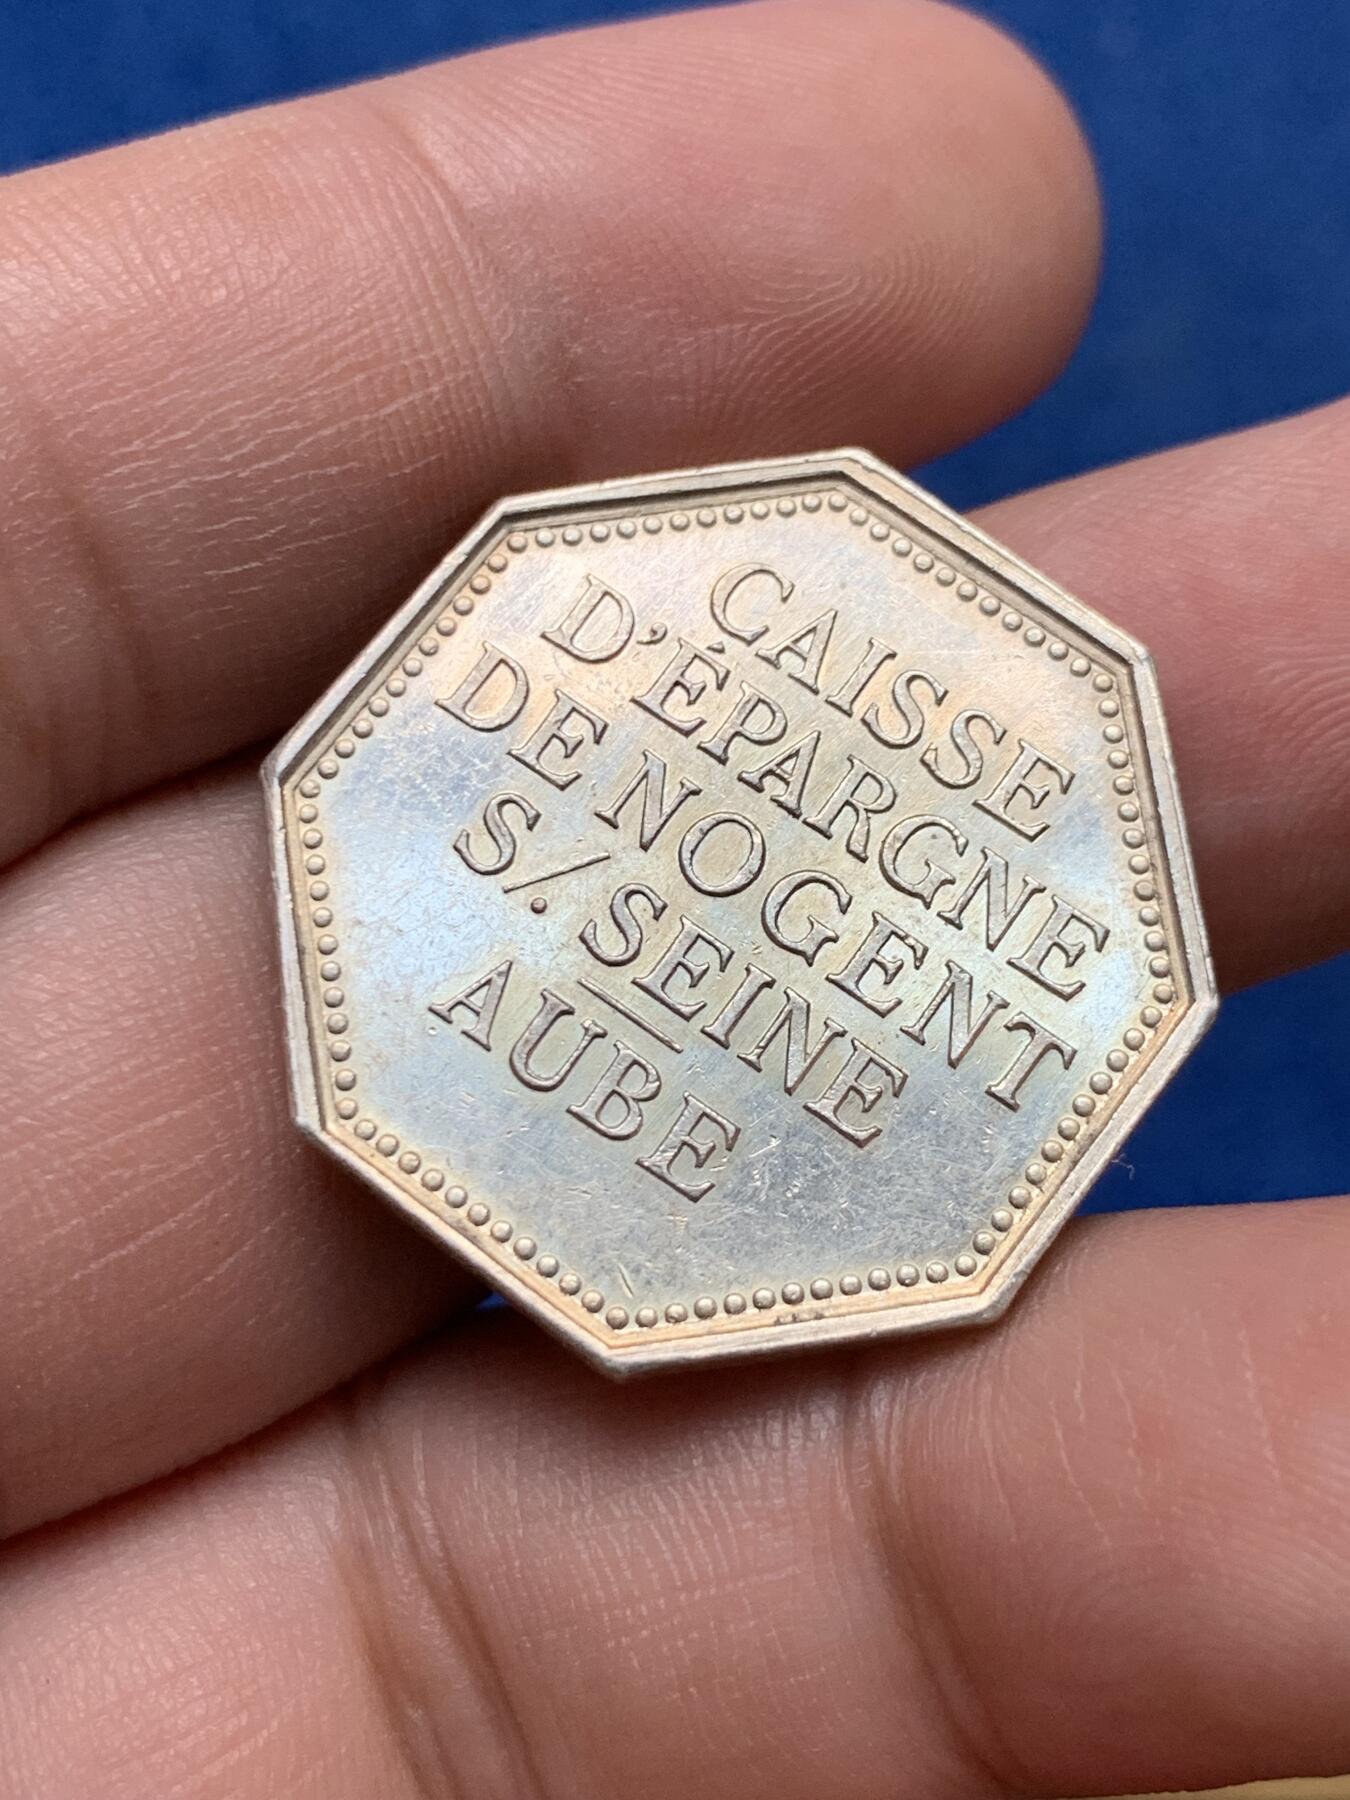 CAISSE
D'ÉPARGNE
DE NOGENT
S/. SEINE
AUBE